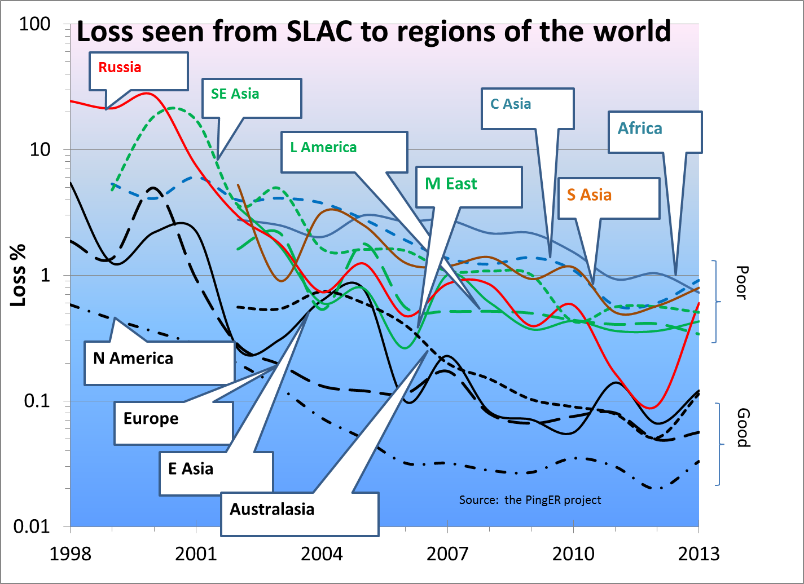 Loss seen from SLAC to regions of the world
100
10
1
0.1
0.01
Loss %
Russia
SE Asia
C Asia
Africa
L America
M East
S Asia
Poor
N America
Europe
E Asia
Australasia
Good
Source: the PingER project
1998
2001
2004
2007
2010
2013